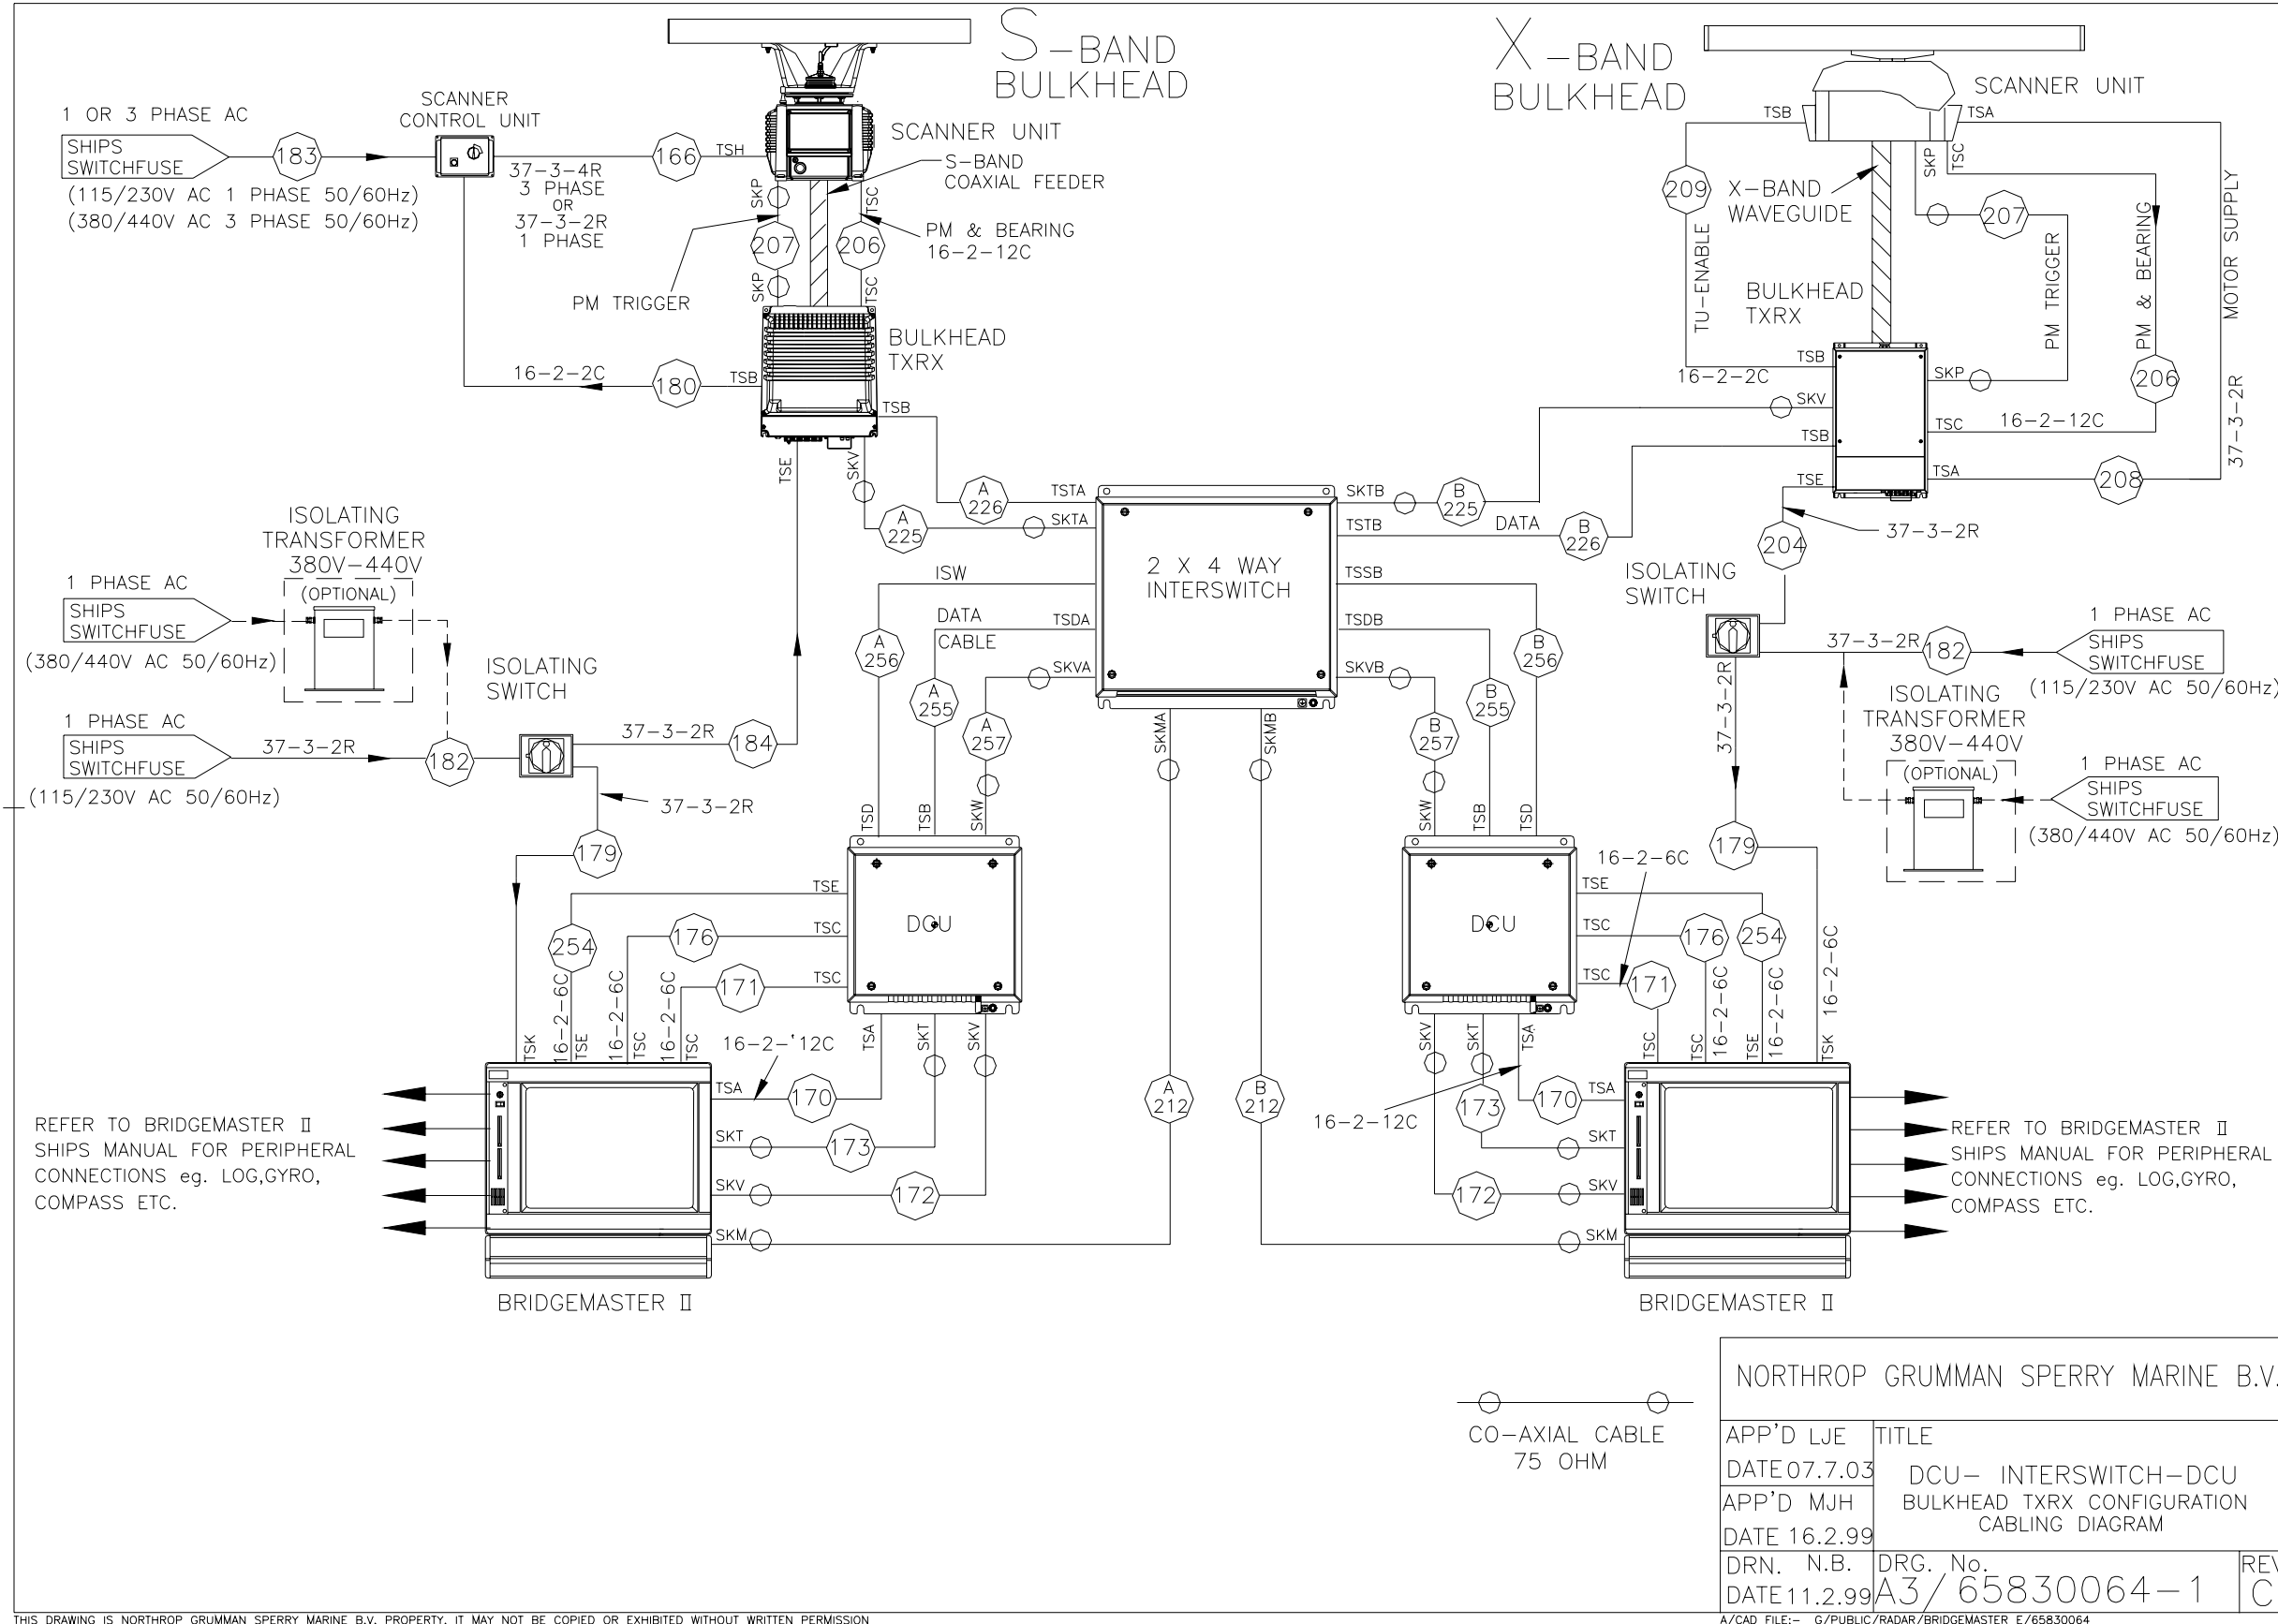 S-BAND
BULKHEAD
X-BAND
BULKHEAD
1 OR 3 PHASE AC
SHIPS
SWITCHFUSE
(115/230V AC 1 PHASE 50/60Hz)
(380/440V AC 3 PHASE 50/60Hz)
183
SCANNER
CONTROL UNIT
37-3-4R
3 PHASE
OR
37-3-2R
1 PHASE
166
TSH
SCANNER UNIT
S-BAND
COAXIAL FEEDER
SKP
TSC
207
206
PM & BEARING
16-2-12C
PM TRIGGER
SKP
TSC
BULKHEAD
TXRX
16-2-2C
180
TSB
TSB
TSE
SKV
SCANNER UNIT
TSB
TSA
SKP
TSC
209
X-BAND
WAVEGUIDE
207
TU-ENABLE
BULKHEAD
TXRX
PM TRIGGER
PM & BEARING
MOTOR SUPPLY
TSB
16-2-2C
SKP
206
SKV
TSB
TSC
16-2-12C
37-3-2R
TSE
TSA
208
204
37-3-2R
A
226
TSTA
A
225
SKTA
SKTB
B
225
TSTB
DATA
B
226
2 X 4 WAY
INTERSWITCH
ISW
TSSB
DATA
CABLE
TSDA
TSDB
A
256
B
256
SKVA
SKVB
A
255
B
255
A
257
B
257
SKMA
SKMB
ISOLATING
TRANSFORMER
380V-440V
(OPTIONAL)
1 PHASE AC
SHIPS
SWITCHFUSE
(380/440V AC 50/60Hz)
ISOLATING
SWITCH
1 PHASE AC
SHIPS
SWITCHFUSE
37-3-2R
182
(115/230V AC 50/60Hz)
37-3-2R
184
37-3-2R
179
ISOLATING
SWITCH
37-3-2R
182
1 PHASE AC
SHIPS
SWITCHFUSE
(115/230V AC 50/60Hz)
37-3-2R
ISOLATING
TRANSFORMER
380V-440V
(OPTIONAL)
1 PHASE AC
SHIPS
SWITCHFUSE
(380/440V AC 50/60Hz)
179
TSD
TSB
SKW
SKW
TSB
TSD
TSE
254
176
TSC
DCU
171
TSC
16-2-6C
TSE
16-2-6C
TSC
16-2-6C
TSC
TSK
TSA
SKT
SKV
16-2-'12C
TSA
170
SKT
173
SKV
172
SKM
A
212
B
212
16-2-6C
TSE
TSC
DCU
176
254
TSC
171
16-2-6C
16-2-6C
16-2-6C
TSC
TSC
TSE
TSK
SKV
SKT
TSA
16-2-12C
173
170
TSA
SKT
172
SKV
SKM
REFER TO BRIDGEMASTER II
SHIPS MANUAL FOR PERIPHERAL
CONNECTIONS eg. LOG,GYRO,
COMPASS ETC.
REFER TO BRIDGEMASTER II
SHIPS MANUAL FOR PERIPHERAL
CONNECTIONS eg. LOG,GYRO,
COMPASS ETC.
BRIDGEMASTER II
BRIDGEMASTER II
CO-AXIAL CABLE
75 OHM
NORTHROP GRUMMAN SPERRY MARINE B.V.
APP'D LJE
DATE 07.7.03
APP'D MJH
DATE 16.2.99
DRN. N.B.
DATE 11.2.99
TITLE
DCU- INTERSWITCH-DCU
BULKHEAD TXRX CONFIGURATION
CABLING DIAGRAM
DRG. No.
A3/65830064-1
REV
C
THIS DRAWING IS NORTHROP GRUMMAN SPERRY MARINE B.V. PROPERTY. IT MAY NOT BE COPIED OR EXHIBITED WITHOUT WRITTEN PERMISSION
A/CAD FILE:- G/PUBLIC/RADAR/BRIDGEMASTER E/65830064